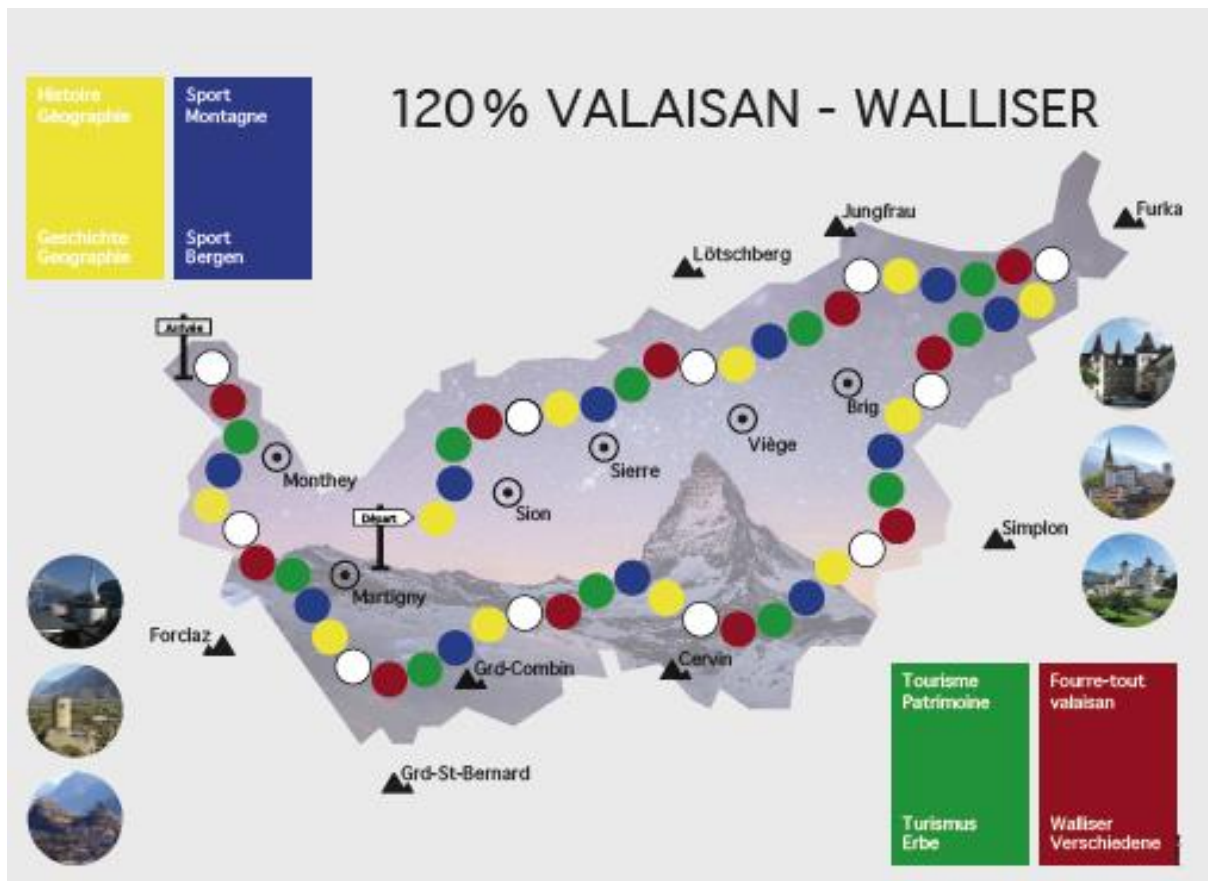 120% VALAISAN - WALLISER
Histoire
Géographie
Geschichte
Geographie
Sport
Montagne
Sport
Bergen
Jungfrau
Furka
Lötschberg
Arrivée
Brig
Viège
Sierre
Monthey
Sion
Départ
Simplon
Martigny
Forclaz
Grd-Combin
Cervin
Grd-St-Bernard
Tourisme
Patrimoine
Turismus
Erbe
Fourre-tout
valaisan
Walliser
Verschiedene